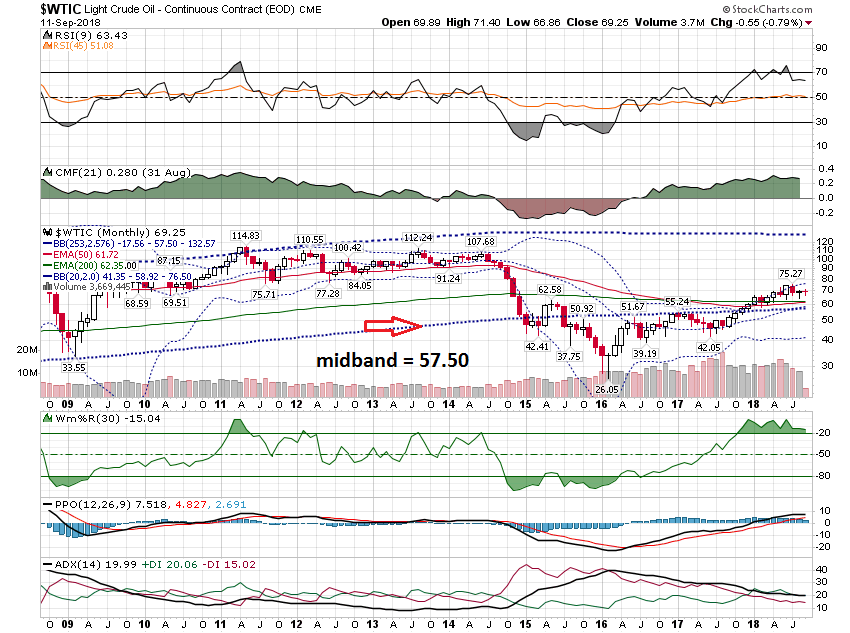 $WTIC Light Crude Oil - Continuous Contract (EOD) CME © StockCharts.com
11-Sep-2018 Open 69.89 High 71.40 Low 66.86 Close 69.25 Volume 3.7M Chg -0.55 (-0.79%)
RSI(9) 63.43
RSI(45) 51.08
90
70
50
30
10
CMF(21) 0.280 (31 Aug)
0.4
0.2
0.0
-0.2
$WTIC (Monthly) 69.25
BB(253,2.576) -17.56 - 57.50 - 132.57
EMA(50) 61.72
EMA(200) 62.35
BB(20,2.0) 41.35 - 58.92 - 76.50
Volume 3,669,445
114.83
110.55
100.42
112.24
107.68
87.15
68.59
69.51
75.71
77.28
84.05
91.24
33.55
62.58
50.92
51.67
55.24
75.27
42.41
37.75
26.05
39.19
42.05
120
110
100
90
80
70
60
50
40
30
20M
10M
midband = 57.50
O 09 A J O 10 A J O 11 A J O 12 A J O 13 A J O 14 A J O 15 A J O 16 A J O 17 A J O 18 A J
Wm%R(30) -15.04
-20
-50
-80
PPO(12,26,9) 7.518, 4.827, 2.691
10
0
-10
-20
ADX(14) 19.99 +DI 20.06 -DI 15.02
40
30
20
10
O 09 A J O 10 A J O 11 A J O 12 A J O 13 A J O 14 A J O 15 A J O 16 A J O 17 A J O 18 A J